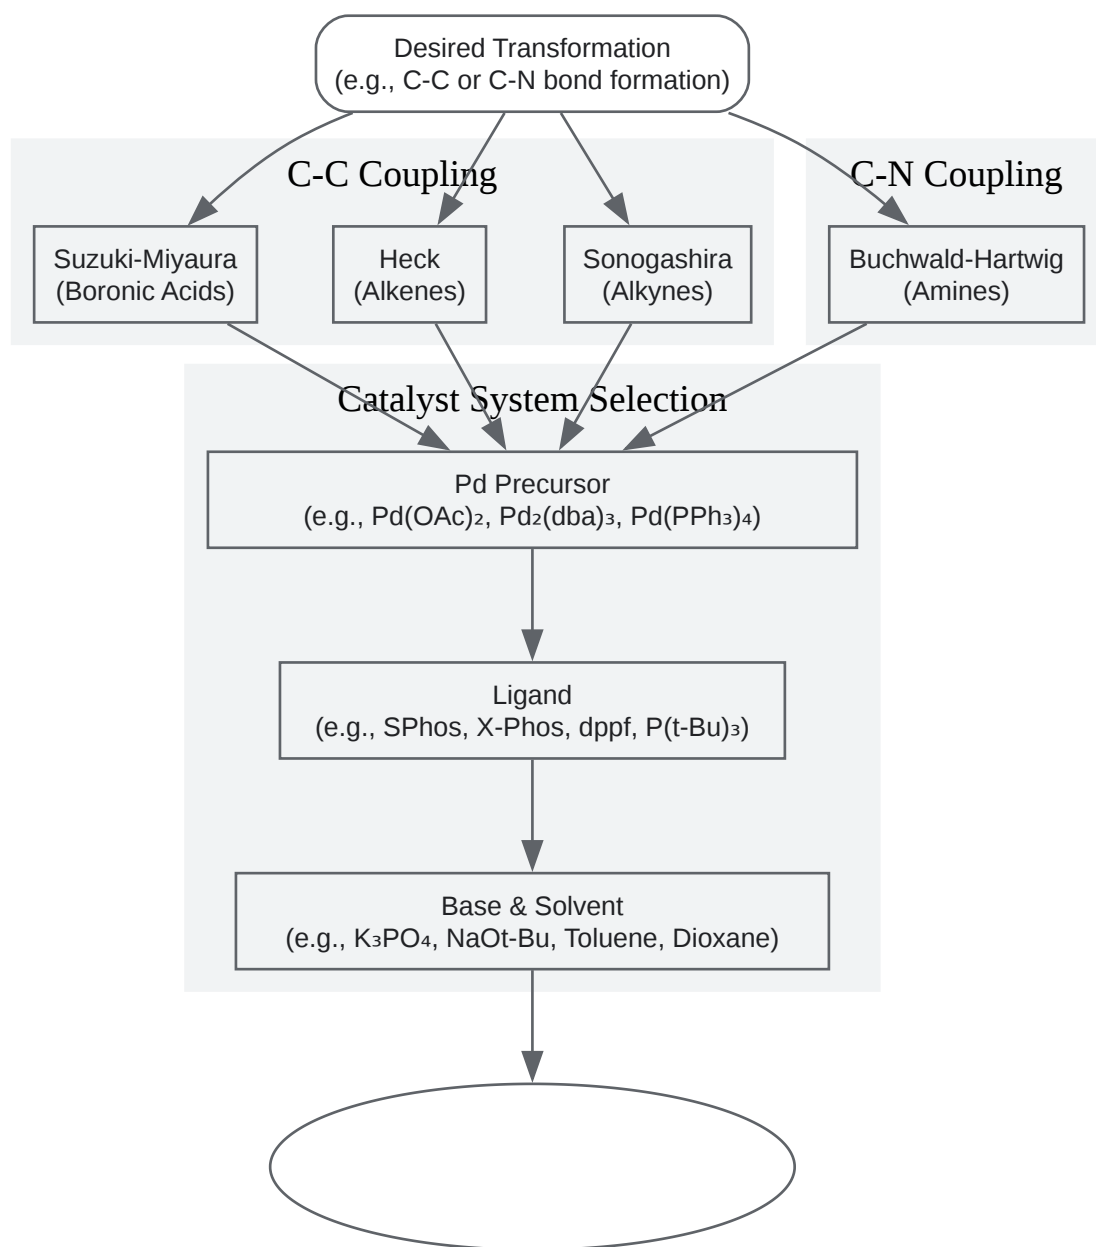 Desired Transformation
(e.g., C-C or C-N bond formation)
C-C Coupling
C-N Coupling
Suzuki-Miyaura
(Boronic Acids)
Heck
(Alkenes)
Sonogashira
(Alkynes)
Buchwald-Hartwig
(Amines)
Catalyst System Selection
Pd Precursor
(e.g., Pd(OAc)₂, Pd₂(dba)₃, Pd(PPh₃)₄)
Ligand
(e.g., SPhos, X-Phos, dppf, P(t-Bu)₃)
Base & Solvent
(e.g., K₃PO₄, NaOt-Bu, Toluene, Dioxane)